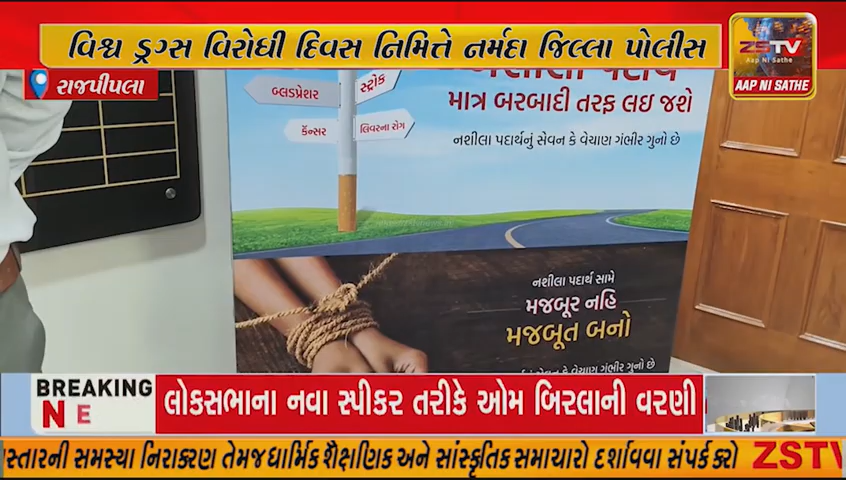 વિશ્વ ડ્રગ્સ વિરોધી દિવસ નિમિત્તે નર્મદા જિલ્લા પોલીસ
ZSTV
Aap Ni Sathe
AAP NI SATHE
રાજપીપલા
બ્લડપ્રેશર
સ્ટ્રોક
કૅન્સર
લિવરના રોગ
માત્ર બરબાદી તરફ લઇ જશે
નશીલા પદાર્થનું સેવન કે વેચાણ ગંભીર ગુનો છે
નશીલા પદાર્થ સામે
મજબૂર નહિ
મજબૂત બનો
સેવન કે વેચાણ ગંભીર ગુનો છે
BREAKING
NE
લોકસભાના નવા સ્પીકર તરીકે ઓમ બિરલાની વરણી
સ્તારની સમસ્યા નિરાકરણ તેમજ ધાર્મિક શૈક્ષણિક અને સાંસ્કૃતિક સમાચારો દર્શાવવા સંપર્ક કરો ZSTV